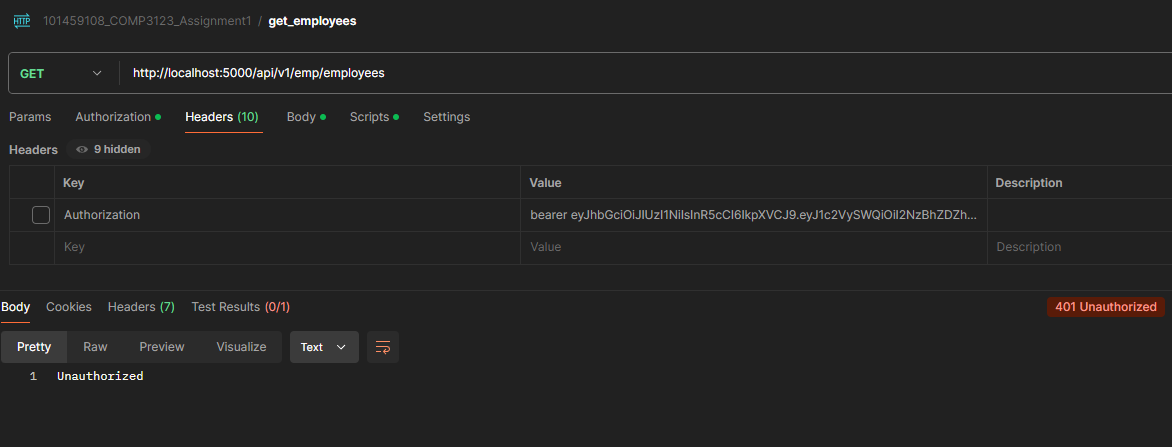 HTTP 101459108_COMP3123_Assignment1 / get_employees
GET http://localhost:5000/api/v1/emp/employees
Params Authorization Headers (10) Body Scripts Settings
Headers 9 hidden
Key Value Description
Authorization bearer eyJhbGciOiJIUzI1NiIsInR5cCI6IkpXVCJ9.eyJ1c2VySWQiOiI2NzBhZDZh...
Key Value Description
Body Cookies Headers (7) Test Results (0/1) 401 Unauthorized
Pretty Raw Preview Visualize Text
1 Unauthorized